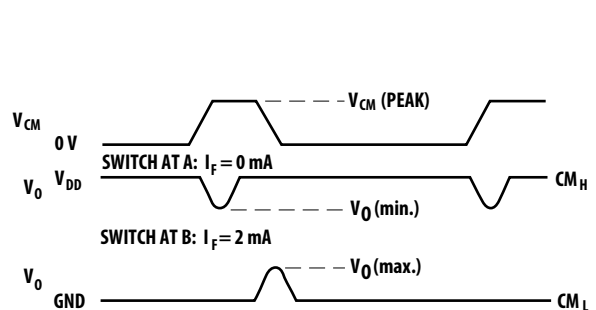 V_CM (PEAK)
V_CM
0 V
SWITCH AT A: I_F = 0 mA
V_O V_DD
CM_H
V_O (min.)
SWITCH AT B: I_F = 2 mA
V_O (max.)
V_O
GND
CM_L